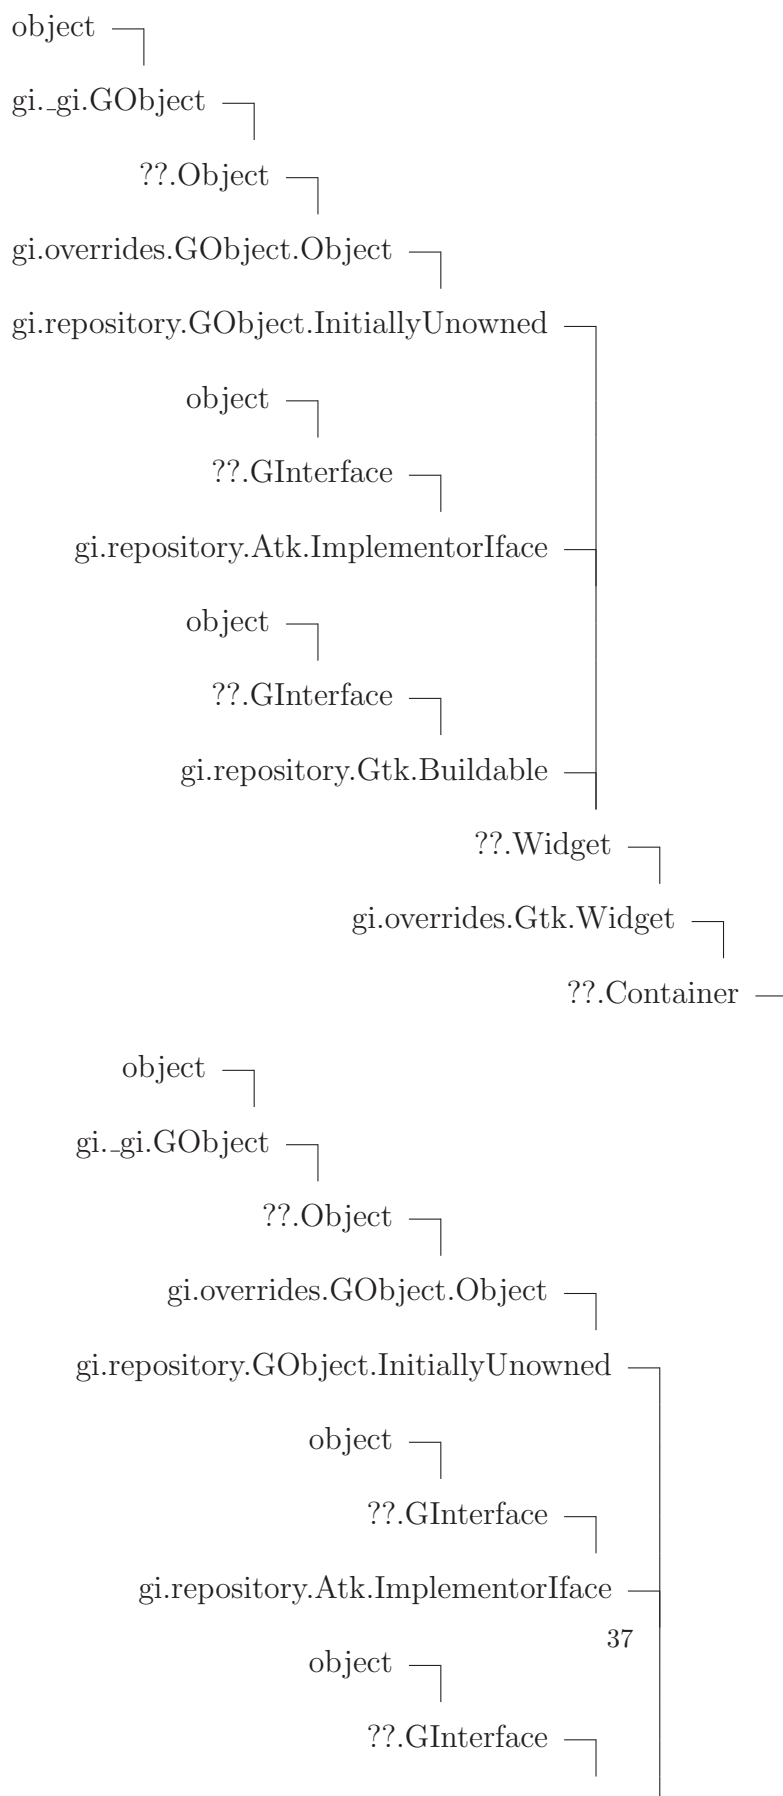 object
gi._gi.GObject
??.Object
gi.overrides.GObject.Object
gi.repository.GObject.InitiallyUnowned
object
??.GInterface
gi.repository.Atk.ImplementorIface
object
??.GInterface
gi.repository.Gtk.Buildable
??.Widget
gi.overrides.Gtk.Widget
??.Container
object
gi._gi.GObject
??.Object
gi.overrides.GObject.Object
gi.repository.GObject.InitiallyUnowned
object
??.GInterface
gi.repository.Atk.ImplementorIface
37
object
??.GInterface